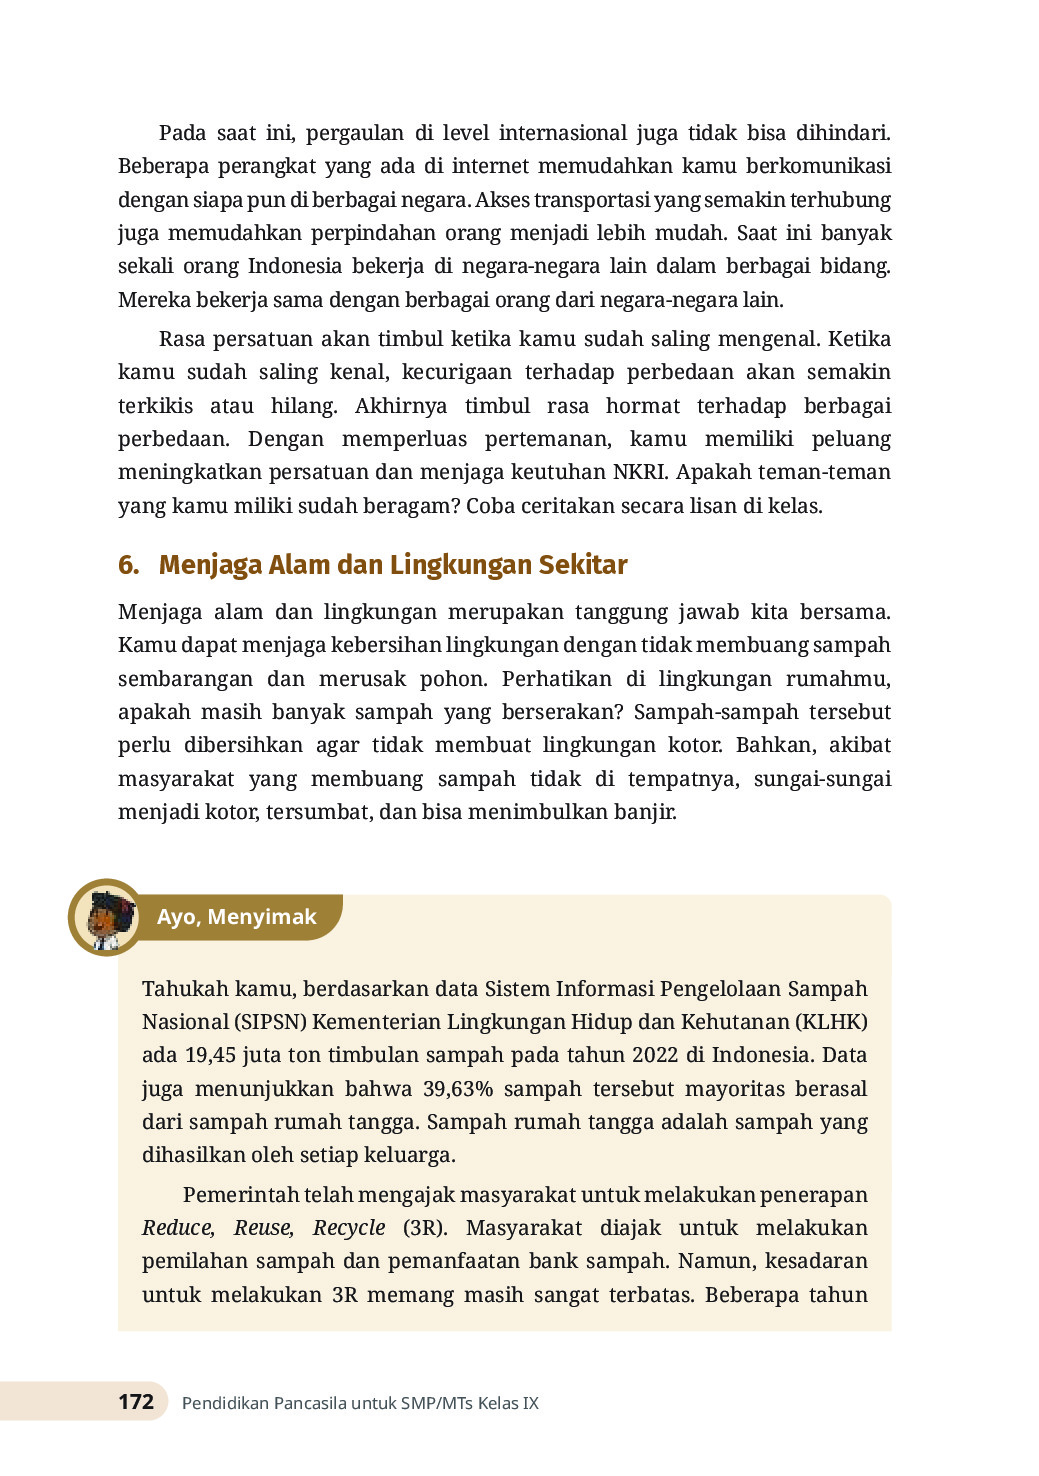 Pada saat ini, pergaulan di level internasional juga tidak bisa dihindari.
Beberapa perangkat yang ada di internet memudahkan kamu berkomunikasi
dengan siapa pun di berbagai negara. Akses transportasi yang semakin terhubung
juga memudahkan perpindahan orang menjadi lebih mudah. Saat ini banyak
sekali orang Indonesia bekerja di negara-negara lain dalam berbagai bidang.
Mereka bekerja sama dengan berbagai orang dari negara-negara lain.
Rasa persatuan akan timbul ketika kamu sudah saling mengenal. Ketika
kamu sudah saling kenal, kecurigaan terhadap perbedaan akan semakin
terkikis atau hilang. Akhirnya timbul rasa hormat terhadap berbagai
perbedaan. Dengan memperluas pertemanan, kamu memiliki peluang
meningkatkan persatuan dan menjaga keutuhan NKRI. Apakah teman-teman
yang kamu miliki sudah beragam? Coba ceritakan secara lisan di kelas.
6. Menjaga Alam dan Lingkungan Sekitar
Menjaga alam dan lingkungan merupakan tanggung jawab kita bersama.
Kamu dapat menjaga kebersihan lingkungan dengan tidak membuang sampah
sembarangan dan merusak pohon. Perhatikan di lingkungan rumahmu,
apakah masih banyak sampah yang berserakan? Sampah-sampah tersebut
perlu dibersihkan agar tidak membuat lingkungan kotor. Bahkan, akibat
masyarakat yang membuang sampah tidak di tempatnya, sungai-sungai
menjadi kotor, tersumbat, dan bisa menimbulkan banjir.
Ayo, Menyimak
Tahukah kamu, berdasarkan data Sistem Informasi Pengelolaan Sampah
Nasional (SIPSN) Kementerian Lingkungan Hidup dan Kehutanan (KLHK)
ada 19,45 juta ton timbulan sampah pada tahun 2022 di Indonesia. Data
juga menunjukkan bahwa 39,63% sampah tersebut mayoritas berasal
dari sampah rumah tangga. Sampah rumah tangga adalah sampah yang
dihasilkan oleh setiap keluarga.
Pemerintah telah mengajak masyarakat untuk melakukan penerapan
Reduce, Reuse, Recycle (3R). Masyarakat diajak untuk melakukan
pemilahan sampah dan pemanfaatan bank sampah. Namun, kesadaran
untuk melakukan 3R memang masih sangat terbatas. Beberapa tahun
172 Pendidikan Pancasila untuk SMP/MTs Kelas IX